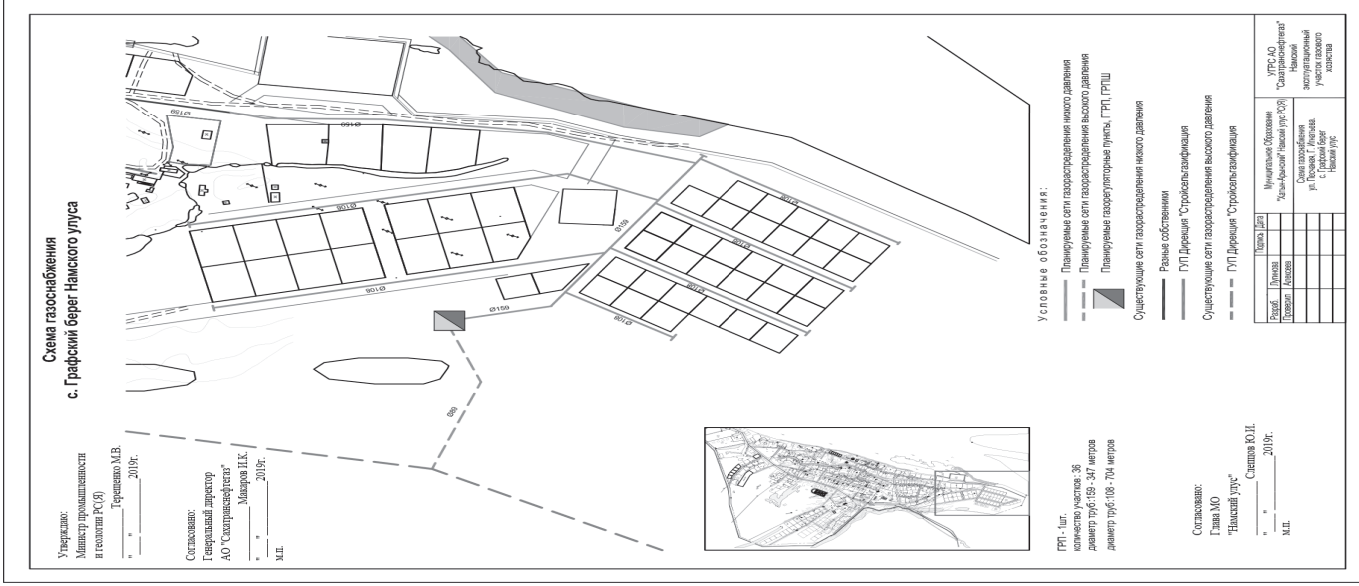 Схема газоснабжения
с. Графский берег Намского улуса
Утверждаю:
Министр промышленности
и геологии РС(Я)
Терещенко М.В.
" " 2019г.
Согласовано:
Генеральный директор
АО "Сахатранснефтегаз"
Макаров И.К.
" " 2019г.
М.П.
Ø159
Ø159
Ø108
Ø108
Ø159
Ø159
Ø108
Ø108
Ø108
Ø108
Ø89
Условные обозначения:
Планируемые сети газораспределения низкого давления
Планируемые сети газораспределения высокого давления
Планируемые газорегуляторные пункты, ГРП, ГРПШ
Существующие сети газораспределения низкого давления
Разные собственники
ГУП Дирекция "Стройсельгазификация
Существующие сети газораспределения высокого давления
ГУП Дирекция "Стройсельгазификация
ГРП - 1шт.
количество участков: 36
диаметр труб:159 - 347 метров
диаметр труб:108 - 704 метров
Согласовано:
Глава МО
"Намский улус"
Слепцов Ю.И.
" " 2019г.
М.П.
Подпись Дата
Разраб. Лугинова
Проверил Алексеева
Муниципальное Образование
"Хатын-Арынский" Намский улус РС(Я)
Схема газоснабжения
ул. Песчаная, Г. Игнатьева.
с. Графский берег
Намский улус
УГРС АО
"Сахатранснефтегаз"
Намский
эксплуатационный
участок газового
хозяйства